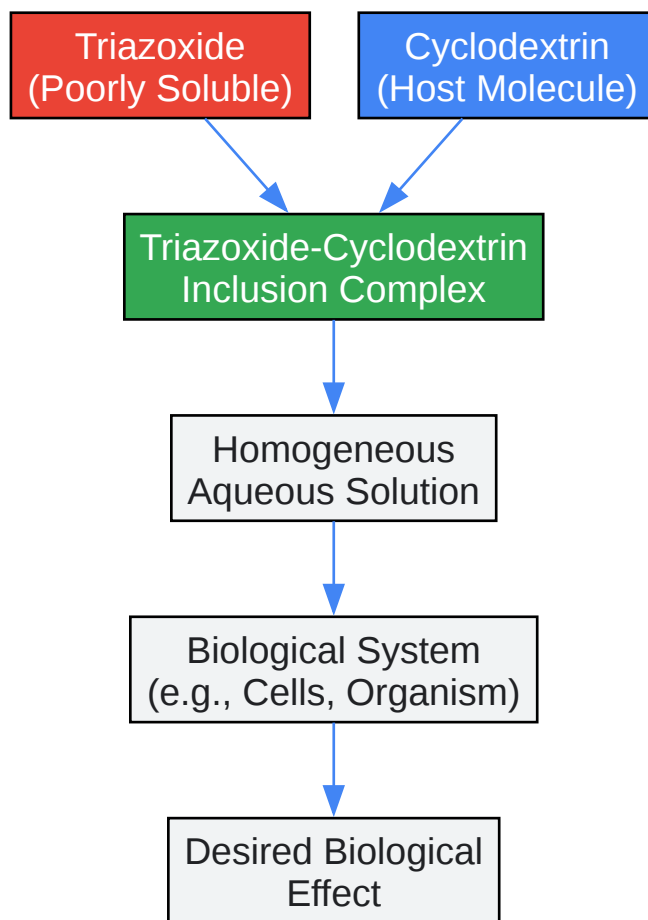 Triazoxide
(Poorly Soluble)
Cyclodextrin
(Host Molecule)
Triazoxide-Cyclodextrin
Inclusion Complex
Homogeneous
Aqueous Solution
Biological System
(e.g., Cells, Organism)
Desired Biological
Effect